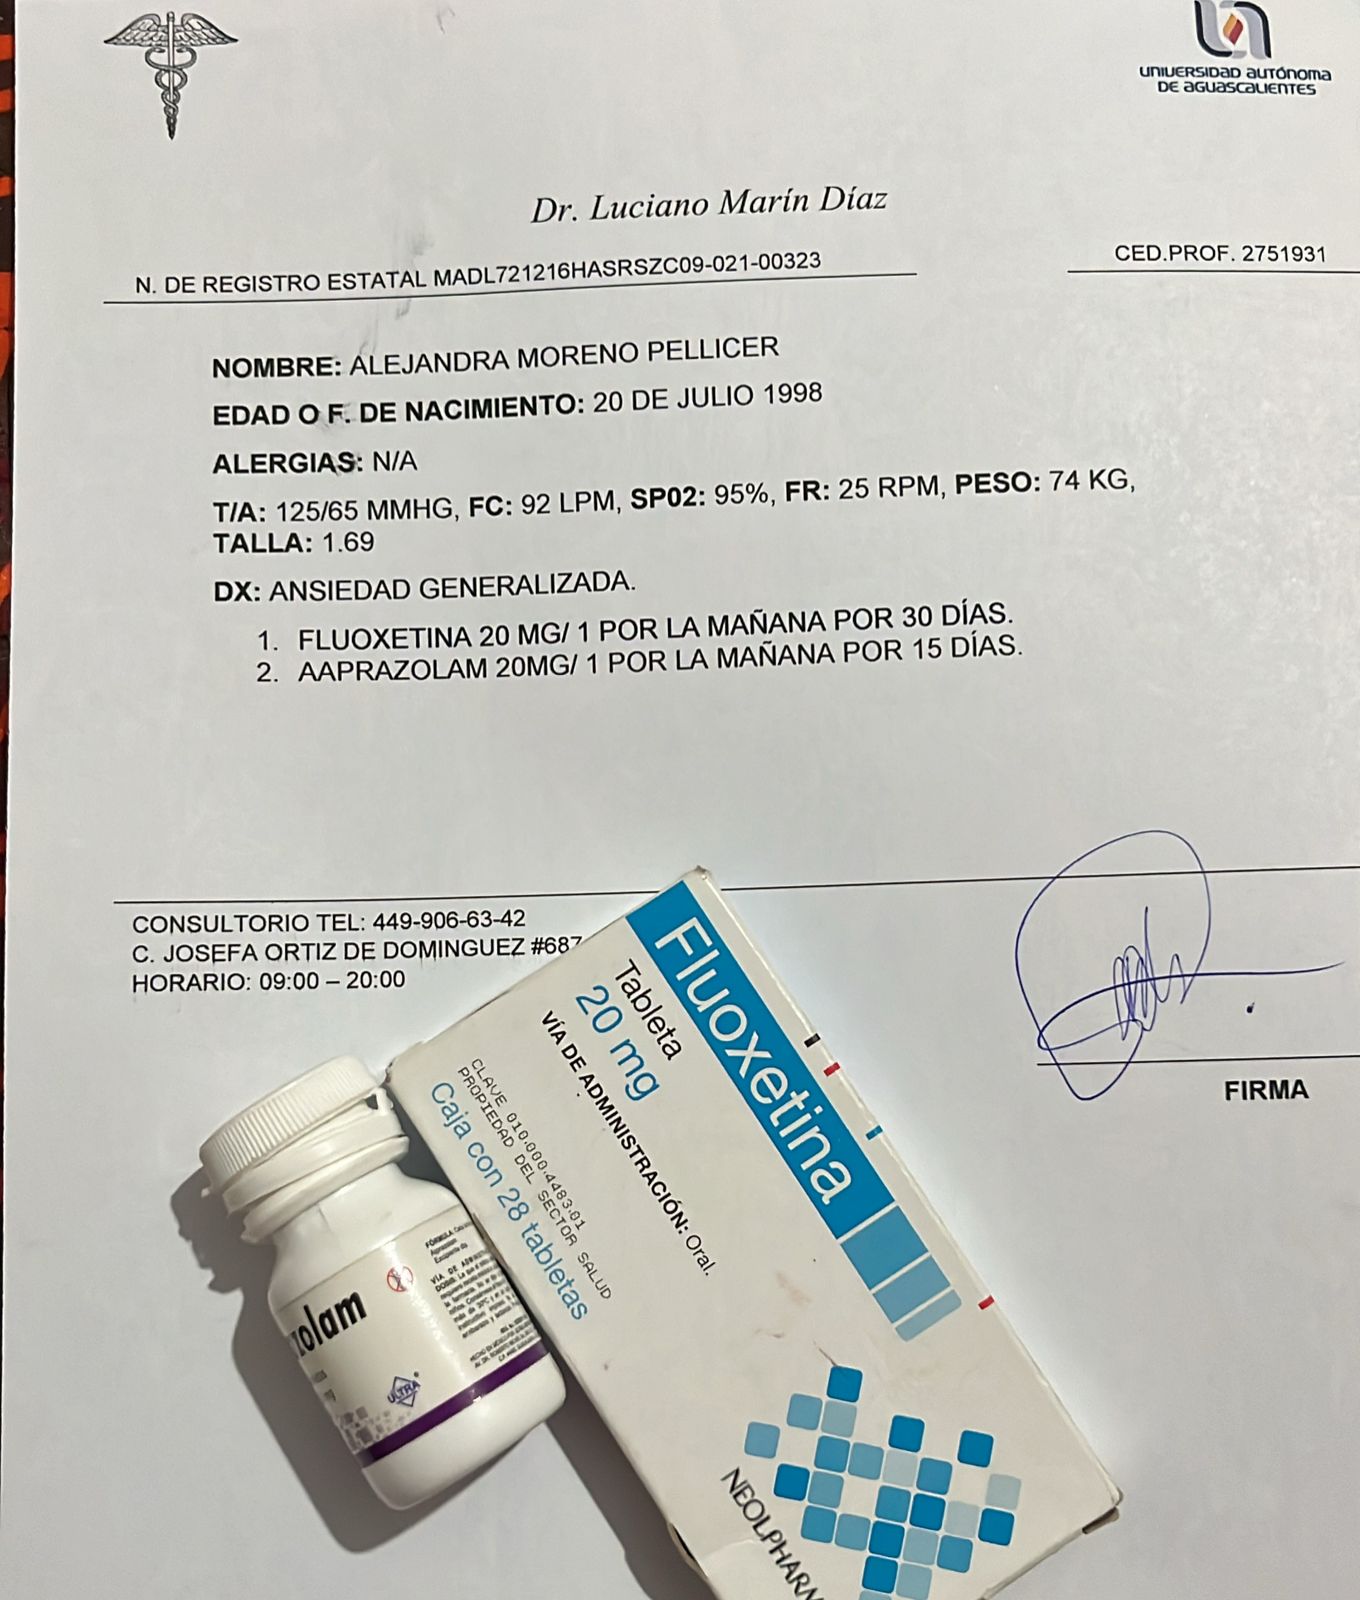 UNIVERSIDAD AUTÓNOMA
DE AGUASCALIENTES
Dr. Luciano Marín Díaz
N. DE REGISTRO ESTATAL MADL721216HASRSZC09-021-00323
CED.PROF. 2751931
NOMBRE: ALEJANDRA MORENO PELLICER
EDAD O F. DE NACIMIENTO: 20 DE JULIO 1998
ALERGIAS: N/A
T/A: 125/65 MMHG, FC: 92 LPM, SP02: 95%, FR: 25 RPM, PESO: 74 KG,
TALLA: 1.69
DX: ANSIEDAD GENERALIZADA.
1. FLUOXETINA 20 MG/ 1 POR LA MAÑANA POR 30 DÍAS.
2. AAPRAZOLAM 20MG/ 1 POR LA MAÑANA POR 15 DÍAS.
CONSULTORIO TEL: 449-906-63-42
C. JOSEFA ORTIZ DE DOMINGUEZ #687
HORARIO: 09:00 – 20:00
FIRMA
Fluoxetina
Tableta
20 mg
VÍA DE ADMINISTRACIÓN: Oral.
CLAVE 010.000.4483.01
PROPIEDAD DEL SECTOR SALUD
Caja con 28 tabletas
NEOLPHARM
zolam
ULTRA
FÓRMULA: